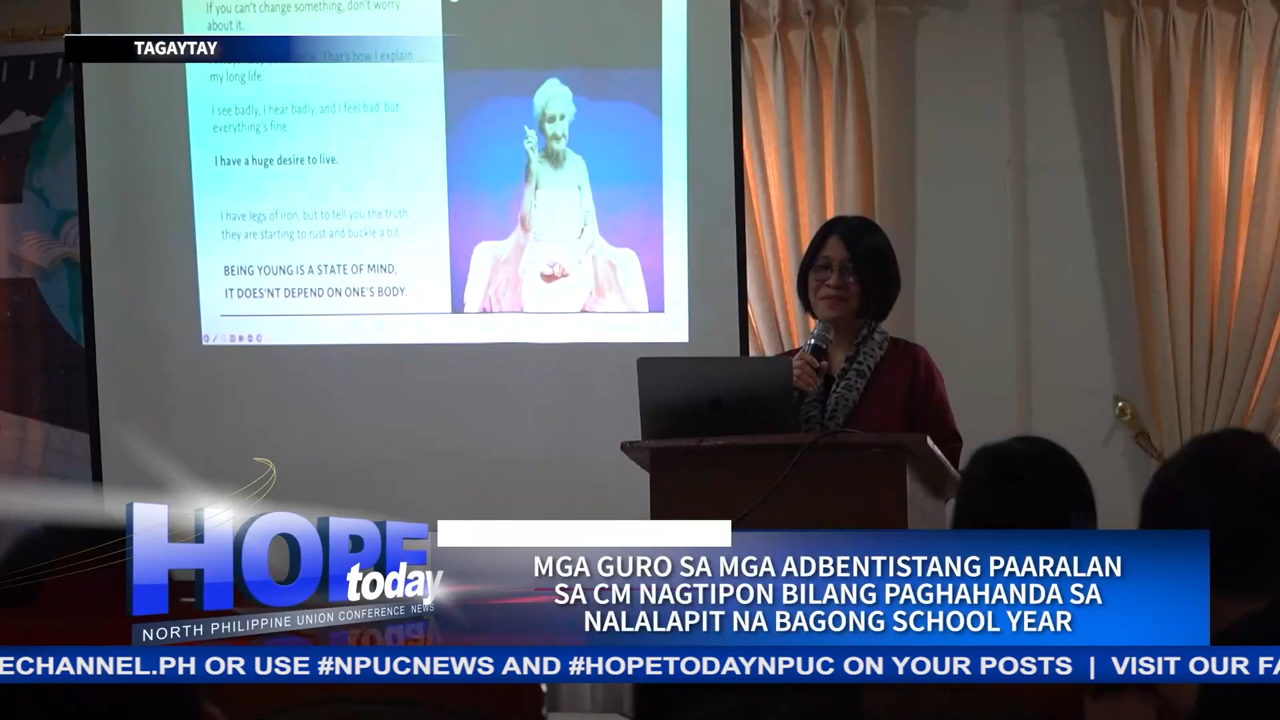 If you can't change something, don't worry
about it.
TAGAYTAY
That's how I explain
my long life.
I see badly, I hear badly, and I feel bad, but
everything's fine.
I have a huge desire to live.
I have legs of iron, but to tell you the truth,
they are starting to rust and buckle a bit.
BEING YOUNG IS A STATE OF MIND,
IT DOES'NT DEPEND ON ONE'S BODY.
HOPE
today
NORTH PHILIPPINE UNION CONFERENCE NEWS
MGA GURO SA MGA ADBENTISTANG PAARALAN
SA CM NAGTIPON BILANG PAGHAHANDA SA
NALALAPIT NA BAGONG SCHOOL YEAR
ECHANNEL.PH OR USE #NPUCNEWS AND #HOPETODAYNPUC ON YOUR POSTS | VISIT OUR FA